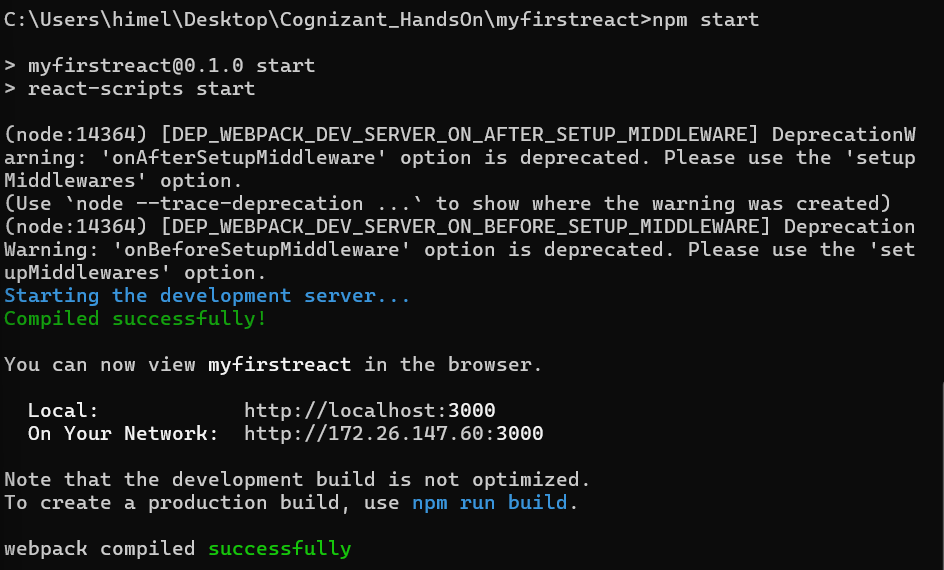 C:\Users\himel\Desktop\Cognizant_HandsOn\myfirstreact>npm start
> myfirstreact@0.1.0 start
> react-scripts start
(node:14364) [DEP_WEBPACK_DEV_SERVER_ON_AFTER_SETUP_MIDDLEWARE] DeprecationW
arning: 'onAfterSetupMiddleware' option is deprecated. Please use the 'setup
Middlewares' option.
(Use `node --trace-deprecation ...` to show where the warning was created)
(node:14364) [DEP_WEBPACK_DEV_SERVER_ON_BEFORE_SETUP_MIDDLEWARE] Deprecation
Warning: 'onBeforeSetupMiddleware' option is deprecated. Please use the 'set
upMiddlewares' option.
Starting the development server...
Compiled successfully!
You can now view myfirstreact in the browser.
Local: http://localhost:3000
On Your Network: http://172.26.147.60:3000
Note that the development build is not optimized.
To create a production build, use npm run build.
webpack compiled successfully